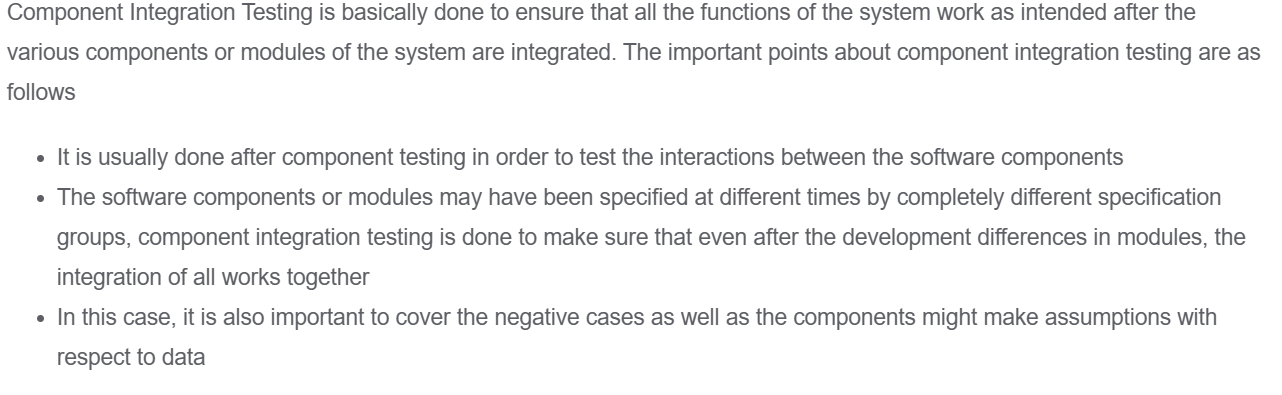 Component Integration Testing is basically done to ensure that all the functions of the system work as intended after the
various components or modules of the system are integrated. The important points about component integration testing are as
follows
• It is usually done after component testing in order to test the interactions between the software components
• The software components or modules may have been specified at different times by completely different specification
groups, component integration testing is done to make sure that even after the development differences in modules, the
integration of all works together
• In this case, it is also important to cover the negative cases as well as the components might make assumptions with
respect to data